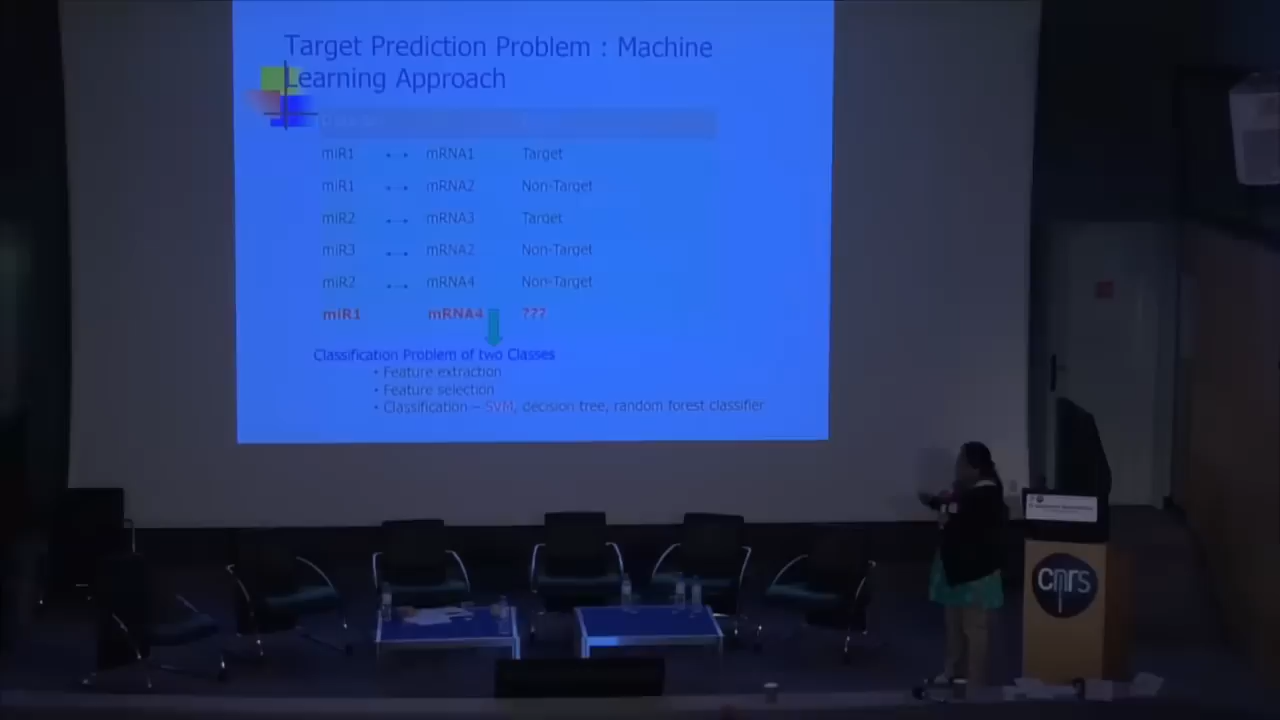 Target Prediction Problem : Machine
Learning Approach
miR1 mRNA1 Target
miR1 mRNA2 Non-Target
miR2 mRNA3 Target
miR3 mRNA2 Non-Target
miR2 mRNA4 Non-Target
miR1 mRNA4 ???
Classification Problem of two Classes
• Feature extraction
• Feature selection
• Classification – SVM, decision tree, random forest classifier
cnrs